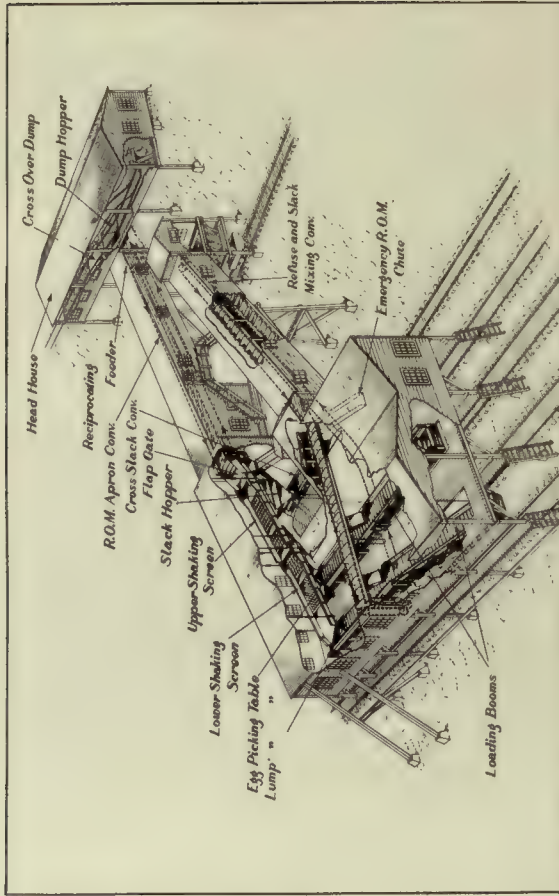 Head House
Cross Over Dump
Dump Hopper
Reciprocating
Feeder
R.O.M. Apron Conv.
Cross Slack Conv.
Flap Gate
Slack Hopper
Upper Shaking
Screen
Lower Shaking
Screen
Egg Picking Table
Lump " "
Refuse and Slack
Mixing Conv.
Emergency R.O.M.
Chute
Loading Booms